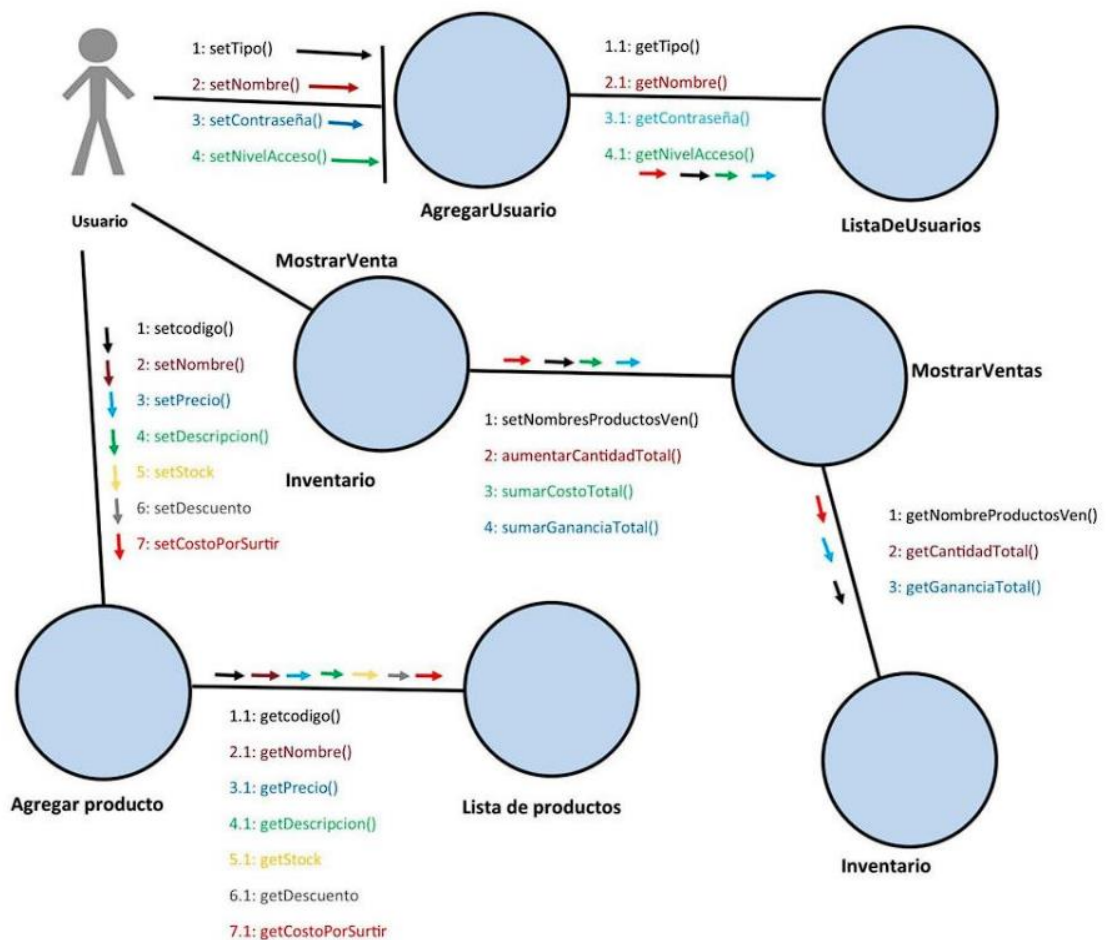 1: setTipo()
2: setNombre()
3: setContraseña()
4: setNivelAcceso()
1.1: getTipo()
2.1: getNombre()
3.1: getContraseña()
4.1: getNivelAcceso()
Usuario
AgregarUsuario
ListaDeUsuarios
MostrarVenta
1: setcodigo()
2: setNombre()
3: setPrecio()
4: setDescripcion()
5: setStock
6: setDescuento
7: setCostoPorSurtir
Inventario
1: setNombresProductosVen()
2: aumentarCantidadTotal()
3: sumarCostoTotal()
4: sumarGananciaTotal()
MostrarVentas
1: getNombreProductosVen()
2: getCantidadTotal()
3: getGananciaTotal()
Agregar producto
1.1: getcodigo()
2.1: getNombre()
3.1: getPrecio()
4.1: getDescripcion()
5.1: getStock
6.1: getDescuento
7.1: getCostoPorSurtir
Lista de productos
Inventario